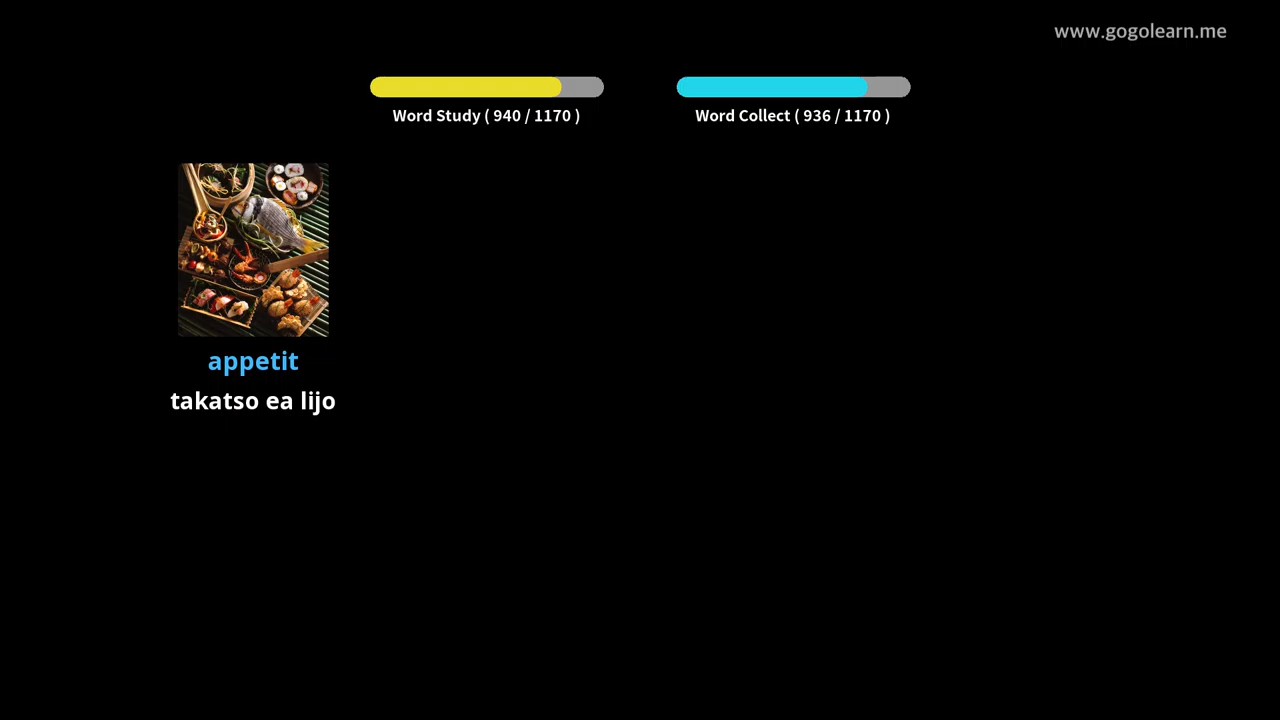 www.gogolearn.me
Word Study ( 940 / 1170 )
Word Collect ( 936 / 1170 )
appetit
takatso ea lijo